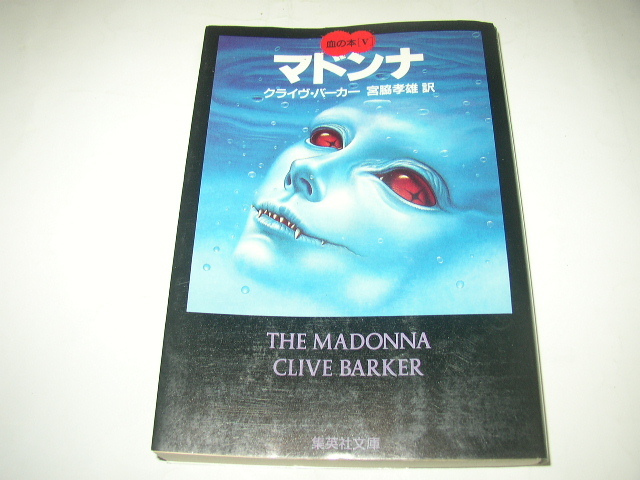 血の本[V]
マドンナ
クライヴ・バーカー 宮脇孝雄 訳
THE MADONNA
CLIVE BARKER
集英社文庫